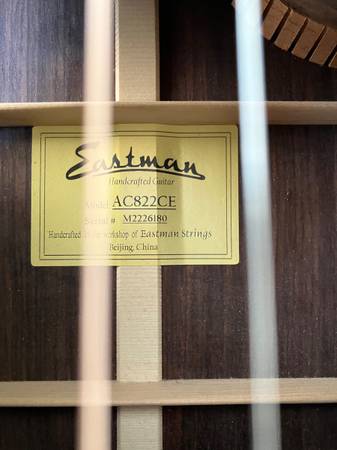 Eastman
Handcrafted Guitar
Model AC822CE
Serial # M2226180
Handcrafted workshop of Eastman Strings
Beijing, China